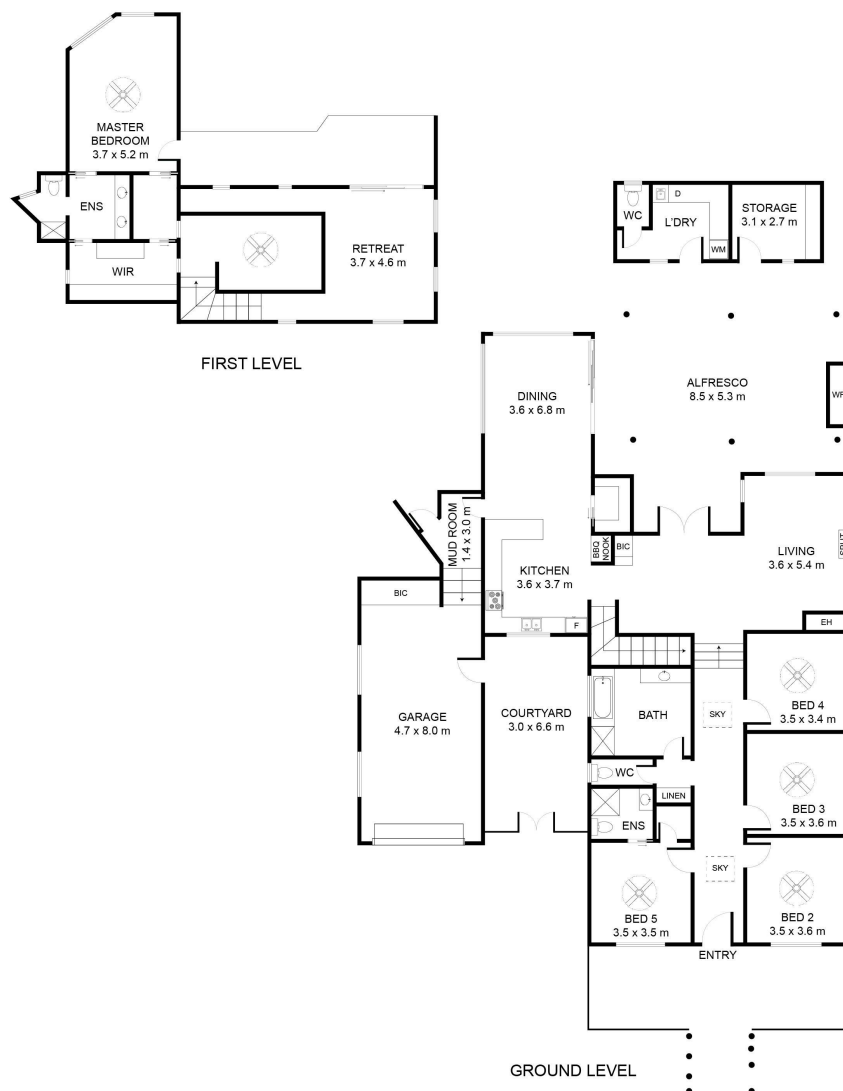 MASTER
BEDROOM
3.7 x 5.2 m
ENS
WIR
RETREAT
3.7 x 4.6 m
FIRST LEVEL
WC
D
L'DRY
WM
STORAGE
3.1 x 2.7 m
ALFRESCO
8.5 x 5.3 m
DINING
3.6 x 6.8 m
MUD ROOM
1.4 x 3.0 m
KITCHEN
3.6 x 3.7 m
F
BBQ
NOOK
BIC
LIVING
3.6 x 5.4 m
SPLIT
EH
BIC
GARAGE
4.7 x 8.0 m
COURTYARD
3.0 x 6.6 m
BATH
SKY
BED 4
3.5 x 3.4 m
WC
LINEN
BED 3
3.5 x 3.6 m
ENS
SKY
BED 5
3.5 x 3.5 m
BED 2
3.5 x 3.6 m
ENTRY
GROUND LEVEL